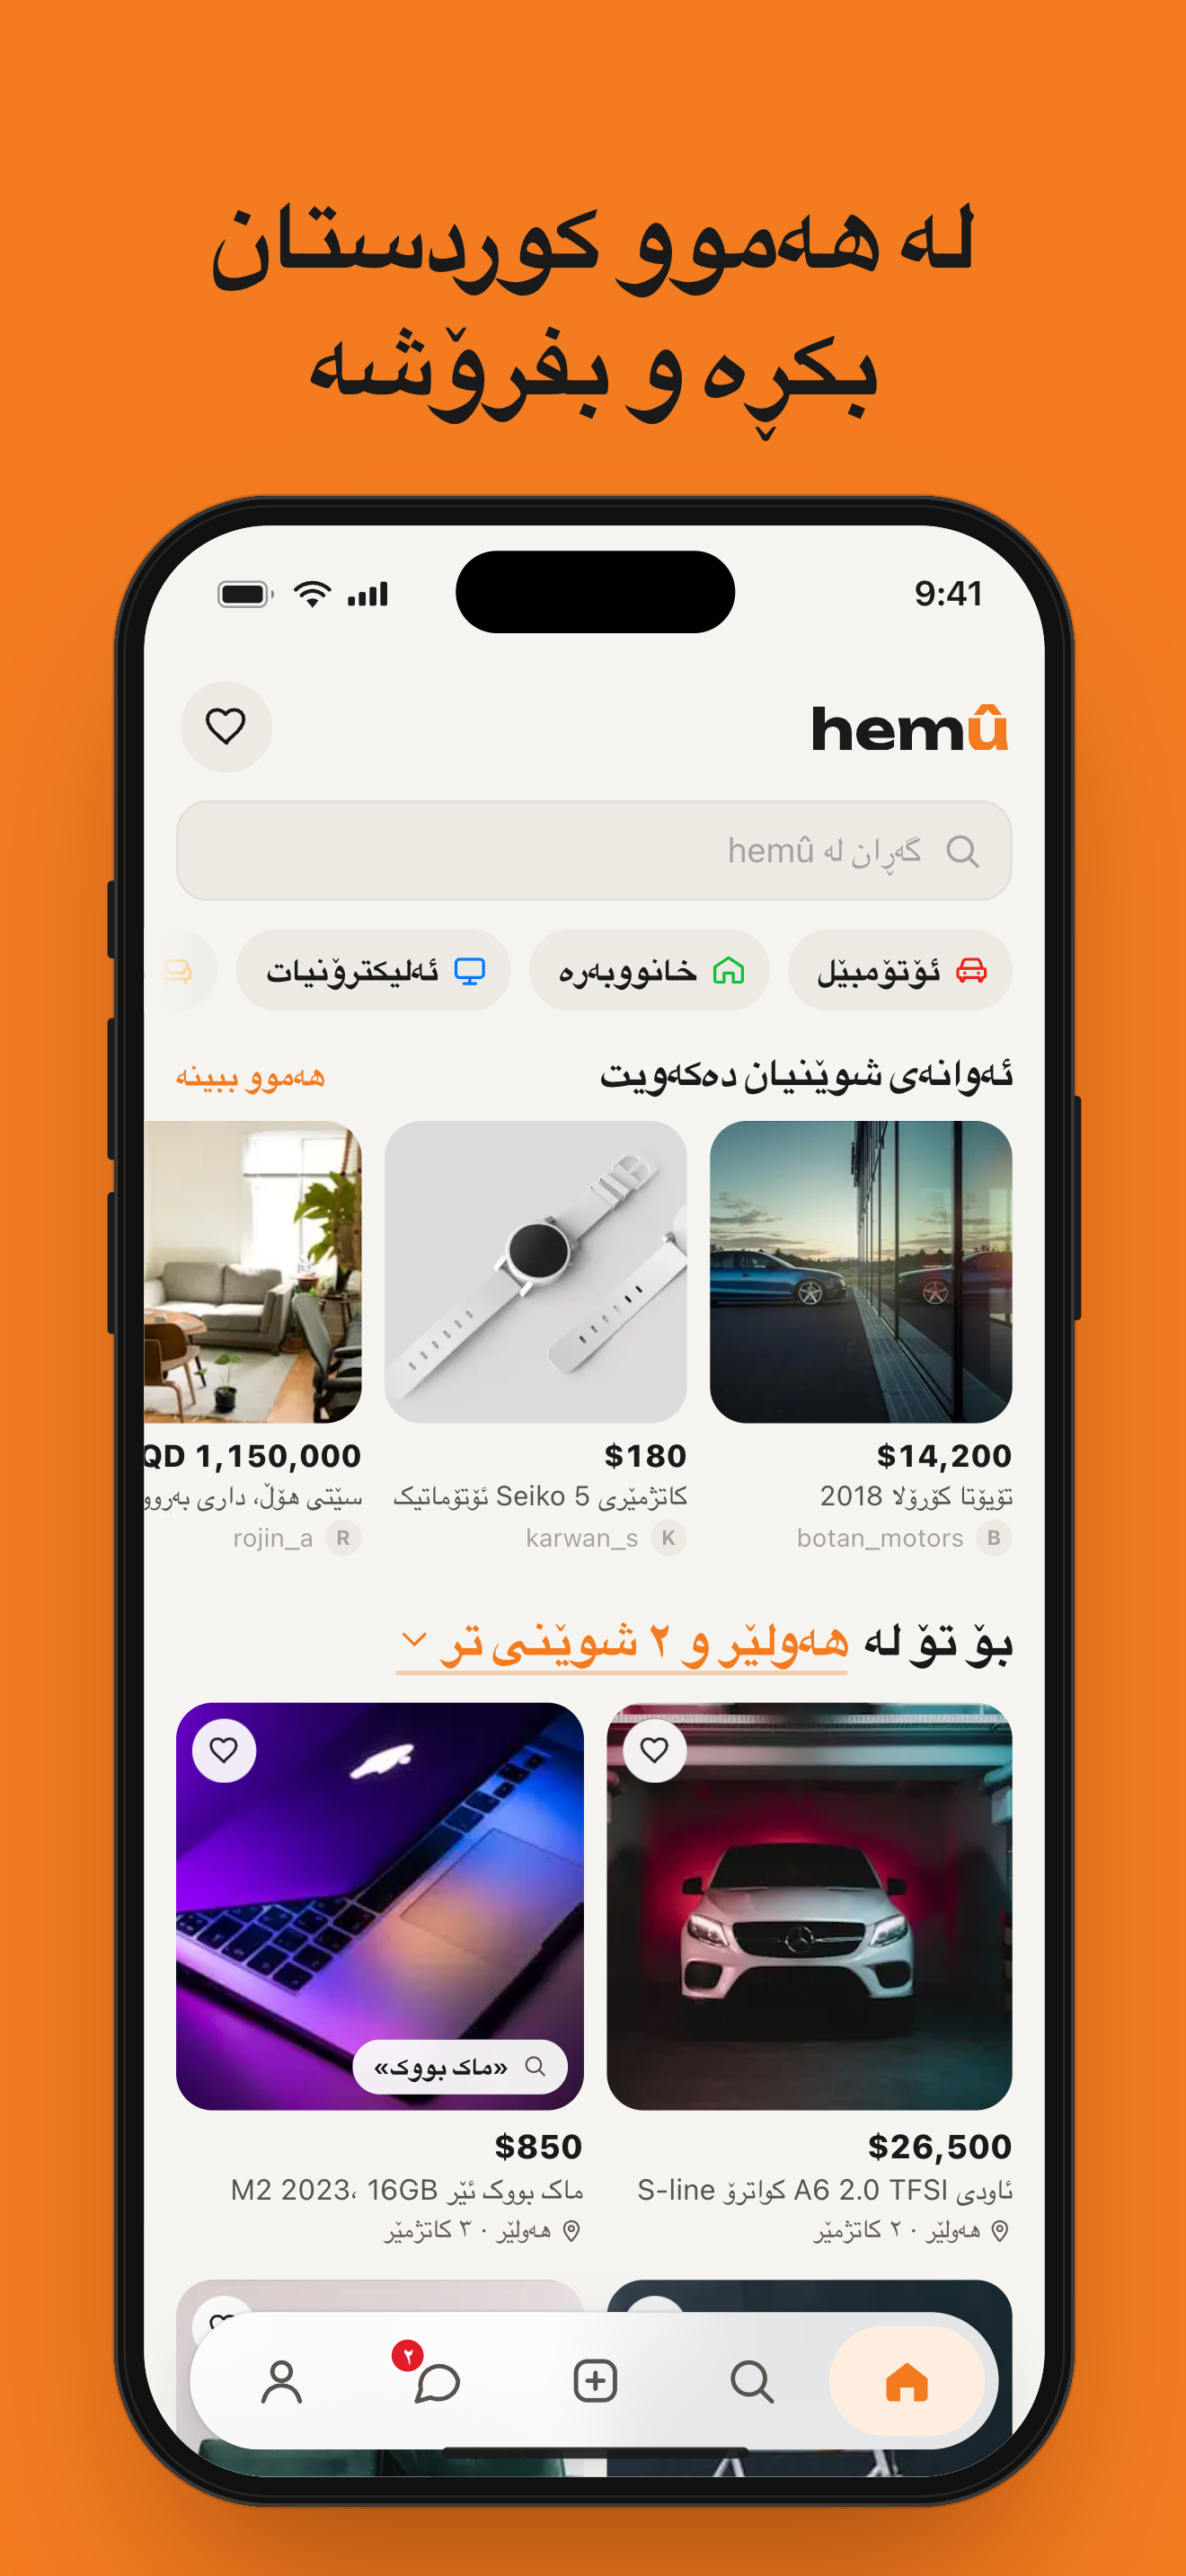 لە هەموو کوردستان
بکڕە و بفرۆشە
9:41
hemû
گەڕان لە hemû
ئۆتۆمبێل
خانووبەرە
ئەلیکترۆنیات
ئەوانەی شوێنیان دەکەویت
هەموو ببینە
$14,200
تۆیۆتا کۆرۆلا 2018
B botan_motors
$180
کاتژمێری Seiko 5 ئۆتۆماتیک
K karwan_s
QD 1,150,000
سێتی هۆڵ، داری بەروو
R rojin_a
بۆ تۆ لە هەولێر و ٢ شوێنی تر
$26,500
ئاودی A6 2.0 TFSI کواترۆ S-line
هەولێر · ٢ کاتژمێر
«ماک بووک»
$850
ماک بووک ئێر M2 2023، 16GB
هەولێر · ٣ کاتژمێر
٢